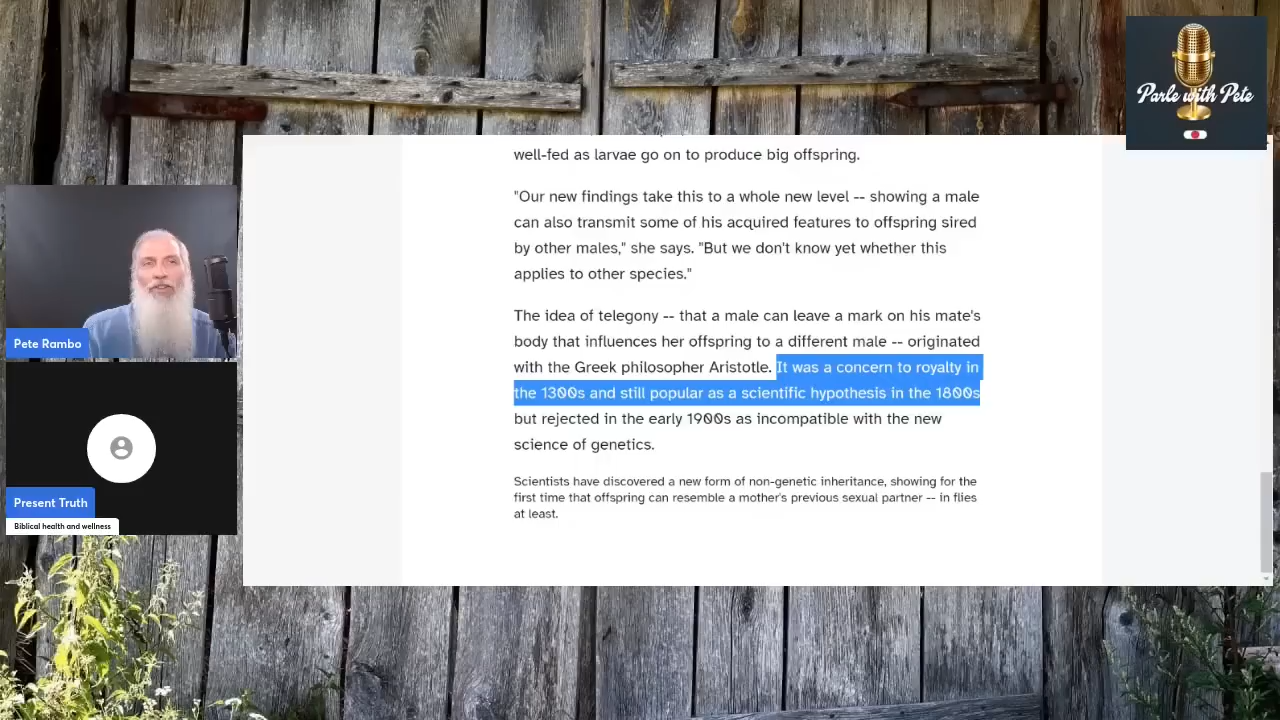 Parle with Pete
well-fed as larvae go on to produce big offspring.
"Our new findings take this to a whole new level -- showing a male
can also transmit some of his acquired features to offspring sired
by other males," she says. "But we don't know yet whether this
applies to other species."
The idea of telegony -- that a male can leave a mark on his mate's
body that influences her offspring to a different male -- originated
with the Greek philosopher Aristotle. It was a concern to royalty in
the 1300s and still popular as a scientific hypothesis in the 1800s
but rejected in the early 1900s as incompatible with the new
science of genetics.
Scientists have discovered a new form of non-genetic inheritance, showing for the
first time that offspring can resemble a mother's previous sexual partner -- in flies
at least.
Pete Rambo
Present Truth
Biblical health and wellness